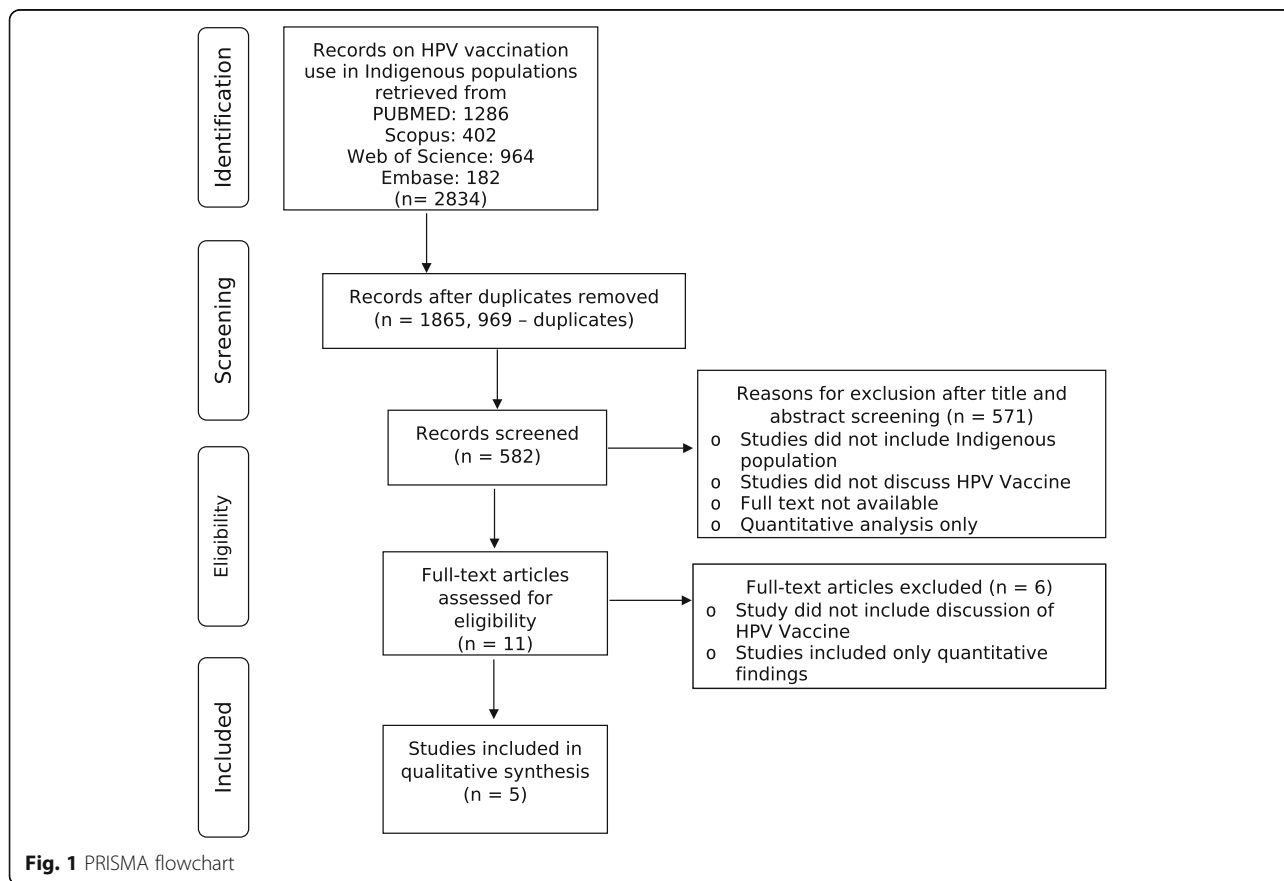 Identification
Records on HPV vaccination
use in Indigenous populations
retrieved from
PUBMED: 1286
Scopus: 402
Web of Science: 964
Embase: 182
(n= 2834)
Screening
Records after duplicates removed
(n = 1865, 969 – duplicates)
Records screened
(n = 582)
Reasons for exclusion after title and
abstract screening (n = 571)
o Studies did not include Indigenous
population
o Studies did not discuss HPV Vaccine
o Full text not available
o Quantitative analysis only
Eligibility
Full-text articles
assessed for
eligibility
(n = 11)
Full-text articles excluded (n = 6)
o Study did not include discussion of
HPV Vaccine
o Studies included only quantitative
findings
Included
Studies included in
qualitative synthesis
(n = 5)
Fig. 1 PRISMA flowchart